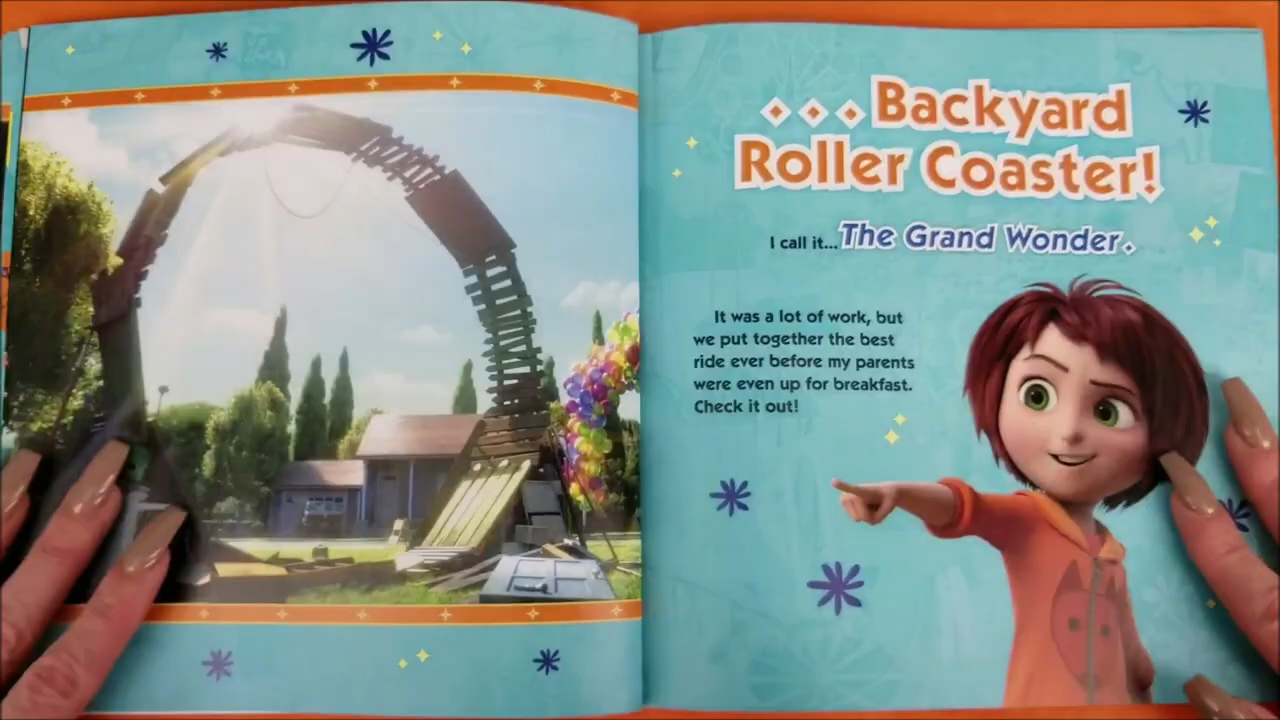 ...Backyard
Roller Coaster!
I call it...The Grand Wonder.
It was a lot of work, but
we put together the best
ride ever before my parents
were even up for breakfast.
Check it out!